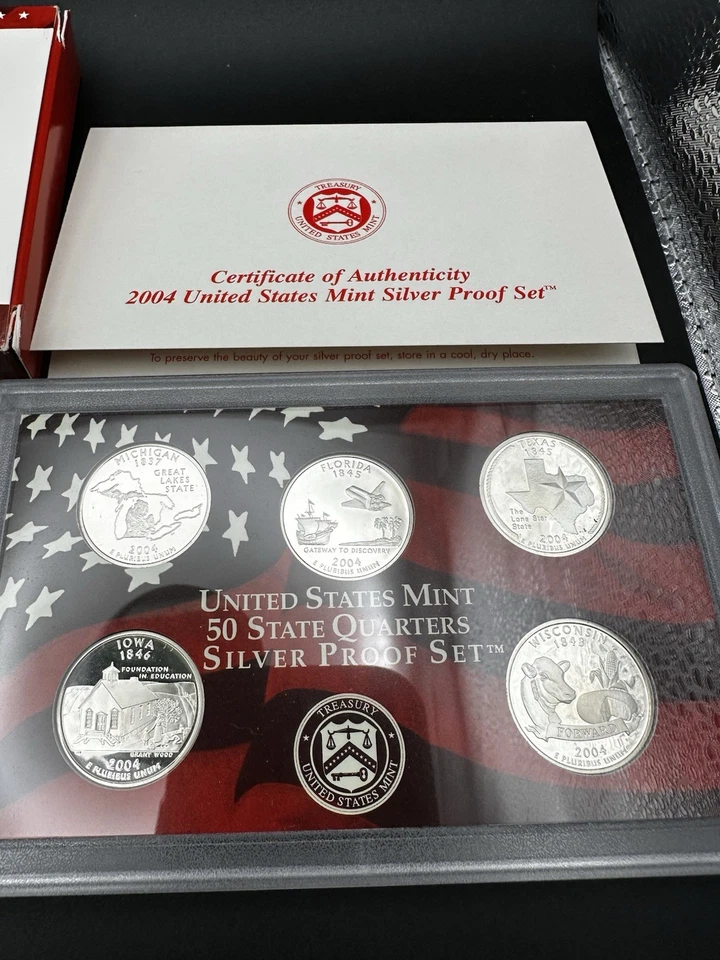 TREASURY
UNITED STATES MINT
Certificate of Authenticity
2004 United States Mint Silver Proof Set™
To preserve the beauty of your silver proof set, store in a cool, dry place.
MICHIGAN
1837
GREAT
LAKES
STATE
2004
E PLURIBUS UNUM
FLORIDA
1845
GATEWAY TO DISCOVERY
2004
E PLURIBUS UNUM
TEXAS
1845
The
Lone Star
State
2004
E PLURIBUS UNUM
UNITED STATES MINT
50 STATE QUARTERS
SILVER PROOF SET™
IOWA
1846
FOUNDATION
IN EDUCATION
GRANT WOOD
2004
E PLURIBUS UNUM
TREASURY
UNITED STATES MINT
WISCONSIN
1848
FORWARD
2004
E PLURIBUS UNUM